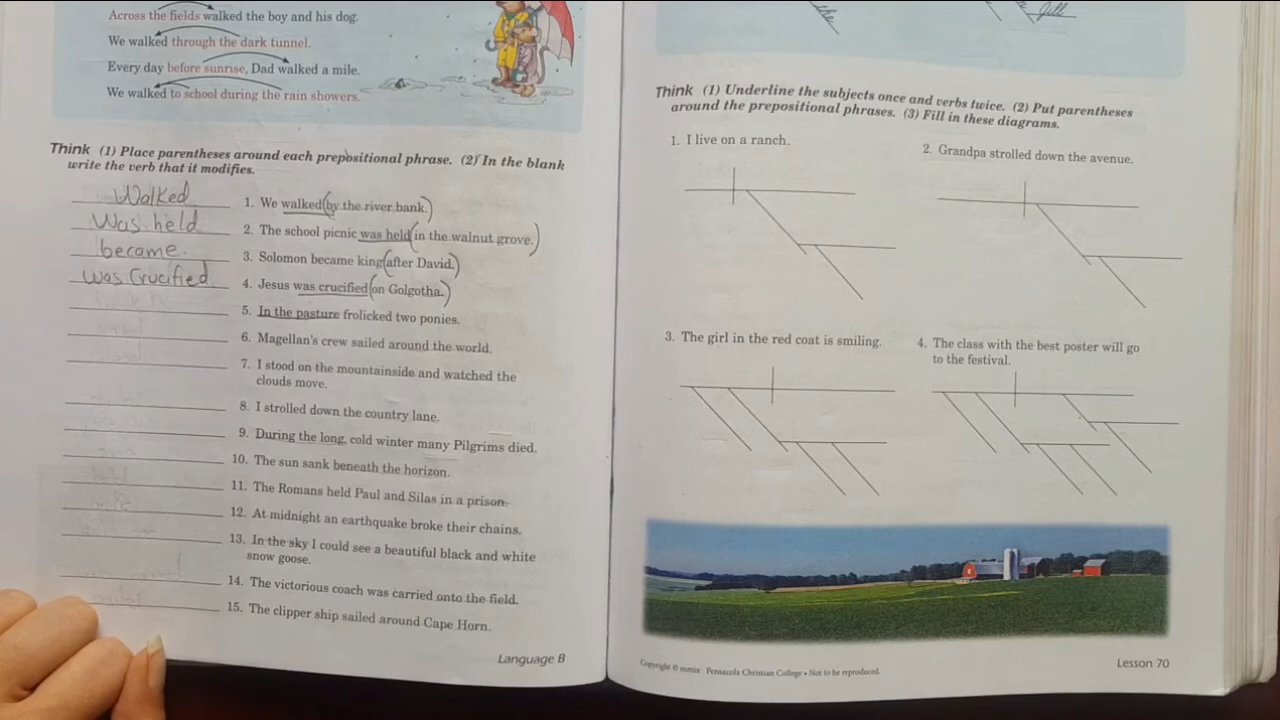 Across the fields walked the boy and his dog.
We walked through the dark tunnel.
Every day before sunrise, Dad walked a mile.
We walked to school during the rain showers.
Think (1) Place parentheses around each prepositional phrase. (2) In the blank
write the verb that it modifies.
Walked 1. We walked (by the river bank.)
Was held 2. The school picnic was held (in the walnut grove.)
became. 3. Solomon became king (after David.)
was Crucified 4. Jesus was crucified (on Golgotha.)
5. In the pasture frolicked two ponies.
6. Magellan's crew sailed around the world.
7. I stood on the mountainside and watched the
clouds move.
8. I strolled down the country lane.
9. During the long, cold winter many Pilgrims died.
10. The sun sank beneath the horizon.
11. The Romans held Paul and Silas in a prison.
12. At midnight an earthquake broke their chains.
13. In the sky I could see a beautiful black and white
snow goose.
14. The victorious coach was carried onto the field.
15. The clipper ship sailed around Cape Horn.
Language B
the Jill
Think (1) Underline the subjects once and verbs twice. (2) Put parentheses
around the prepositional phrases. (3) Fill in these diagrams.
1. I live on a ranch.
2. Grandpa strolled down the avenue.
3. The girl in the red coat is smiling.
4. The class with the best poster will go
to the festival.
Copyright © mmix Pensacola Christian College • Not to be reproduced.
Lesson 70